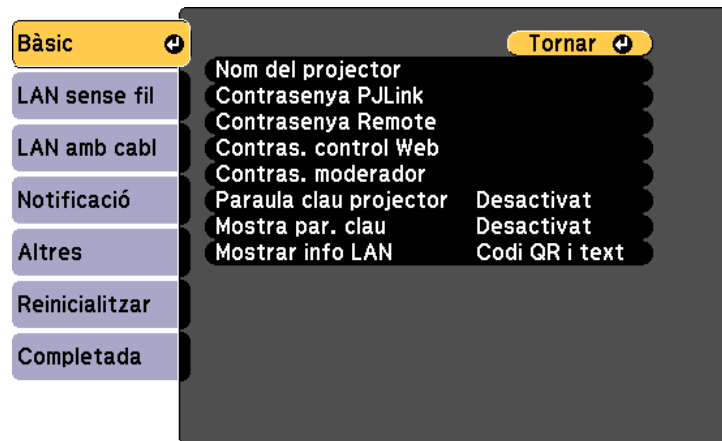 Bàsic
LAN sense fil
LAN amb cabl
Notificació
Altres
Reinicialitzar
Completada
Tornar
Nom del projector
Contrasenya PJLink
Contrasenya Remote
Contras. control Web
Contras. moderador
Paraula clau projector Desactivat
Mostra par. clau Desactivat
Mostrar info LAN Codi QR i text